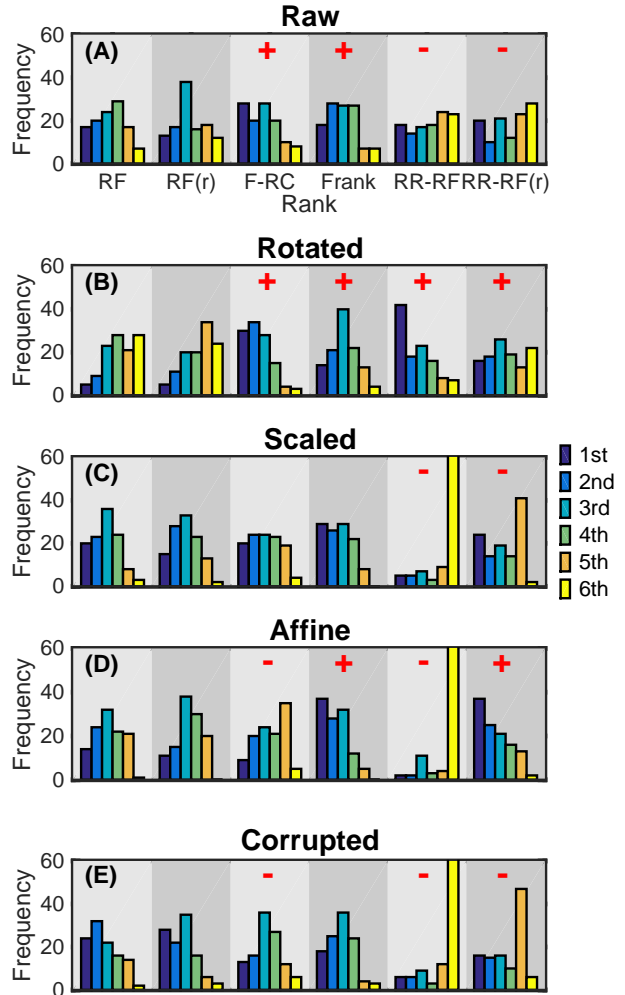 Raw
(A)
+ + - -
60
40
20
0
Frequency
RF RF(r) F-RC Frank RR-RF RR-RF(r)
Rank
Rotated
(B)
+ + + +
60
40
20
0
Frequency
Scaled
(C)
- -
60
40
20
0
Frequency
1st
2nd
3rd
4th
5th
6th
Affine
(D)
- + - +
60
40
20
0
Frequency
Corrupted
(E)
- - -
60
40
20
0
Frequency